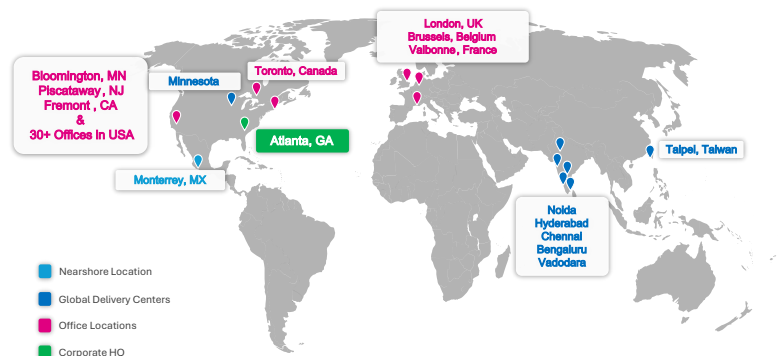 London, UK
Brussels, Belgium
Valbonne, France
Bloomington, MN
Piscataway, NJ
Fremont , CA
&
30+ Offices in USA
Minnesota
Toronto, Canada
Atlanta, GA
Monterrey, MX
Taipei, Taiwan
Noida
Hyderabad
Chennai
Bengaluru
Vadodara
Nearshore Location
Global Delivery Centers
Office Locations
Corporate HQ